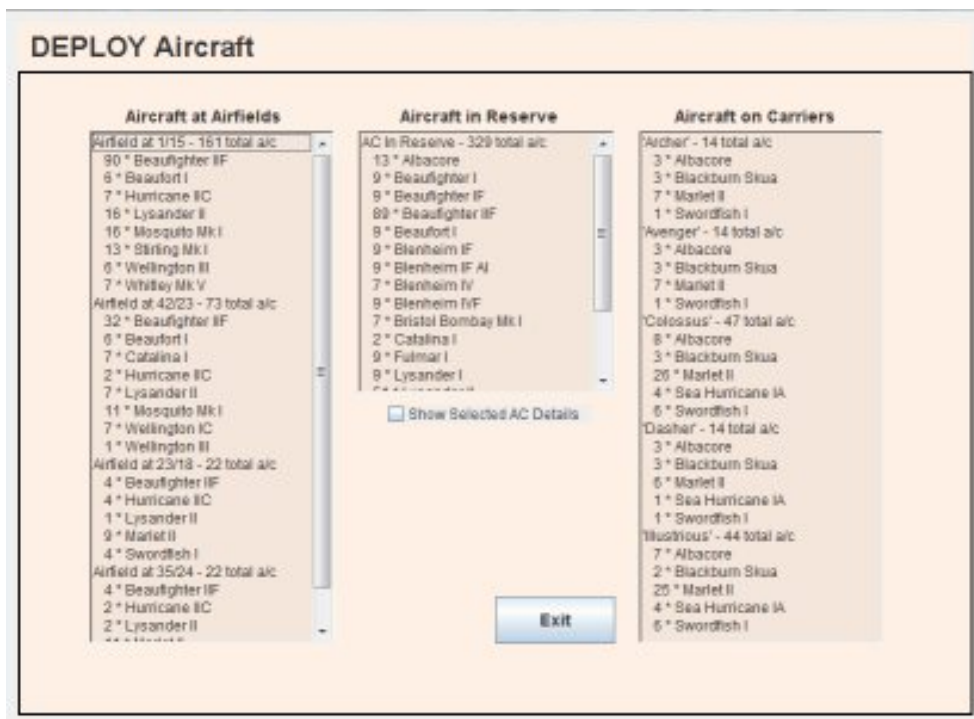 DEPLOY Aircraft
Aircraft at Airfields
Airfield at 1/15 - 161 total a/c
90 * Beaufighter IIF
6 * Beaufort I
7 * Hurricane IIC
16 * Lysander II
16 * Mosquito Mk I
13 * Stirling Mk I
6 * Wellington III
7 * Whitley Mk V
Airfield at 42/23 - 73 total a/c
32 * Beaufighter IIF
6 * Beaufort I
7 * Catalina I
2 * Hurricane IIC
7 * Lysander II
11 * Mosquito Mk I
7 * Wellington IC
1 * Wellington III
Airfield at 23/18 - 22 total a/c
4 * Beaufighter IIF
4 * Hurricane IIC
1 * Lysander II
9 * Marlet II
4 * Swordfish I
Airfield at 35/24 - 22 total a/c
4 * Beaufighter IIF
2 * Hurricane IIC
2 * Lysander II
Aircraft in Reserve
AC In Reserve - 329 total a/c
13 * Albacore
9 * Beaufighter I
9 * Beaufighter IF
89 * Beaufighter IIF
9 * Beaufort I
9 * Blenheim IF
9 * Blenheim IF AI
7 * Blenheim IV
9 * Blenheim IVF
7 * Bristol Bombay Mk I
2 * Catalina I
9 * Fulmar I
9 * Lysander I
Show Selected AC Details
Exit
Aircraft on Carriers
'Archer' - 14 total a/c
3 * Albacore
3 * Blackburn Skua
7 * Marlet II
1 * Swordfish I
'Avenger' - 14 total a/c
3 * Albacore
3 * Blackburn Skua
7 * Marlet II
1 * Swordfish I
'Colossus' - 47 total a/c
8 * Albacore
3 * Blackburn Skua
26 * Marlet II
4 * Sea Hurricane IA
6 * Swordfish I
'Dasher' - 14 total a/c
3 * Albacore
3 * Blackburn Skua
6 * Marlet II
1 * Sea Hurricane IA
1 * Swordfish I
'Illustrious' - 44 total a/c
7 * Albacore
2 * Blackburn Skua
25 * Marlet II
4 * Sea Hurricane IA
6 * Swordfish I